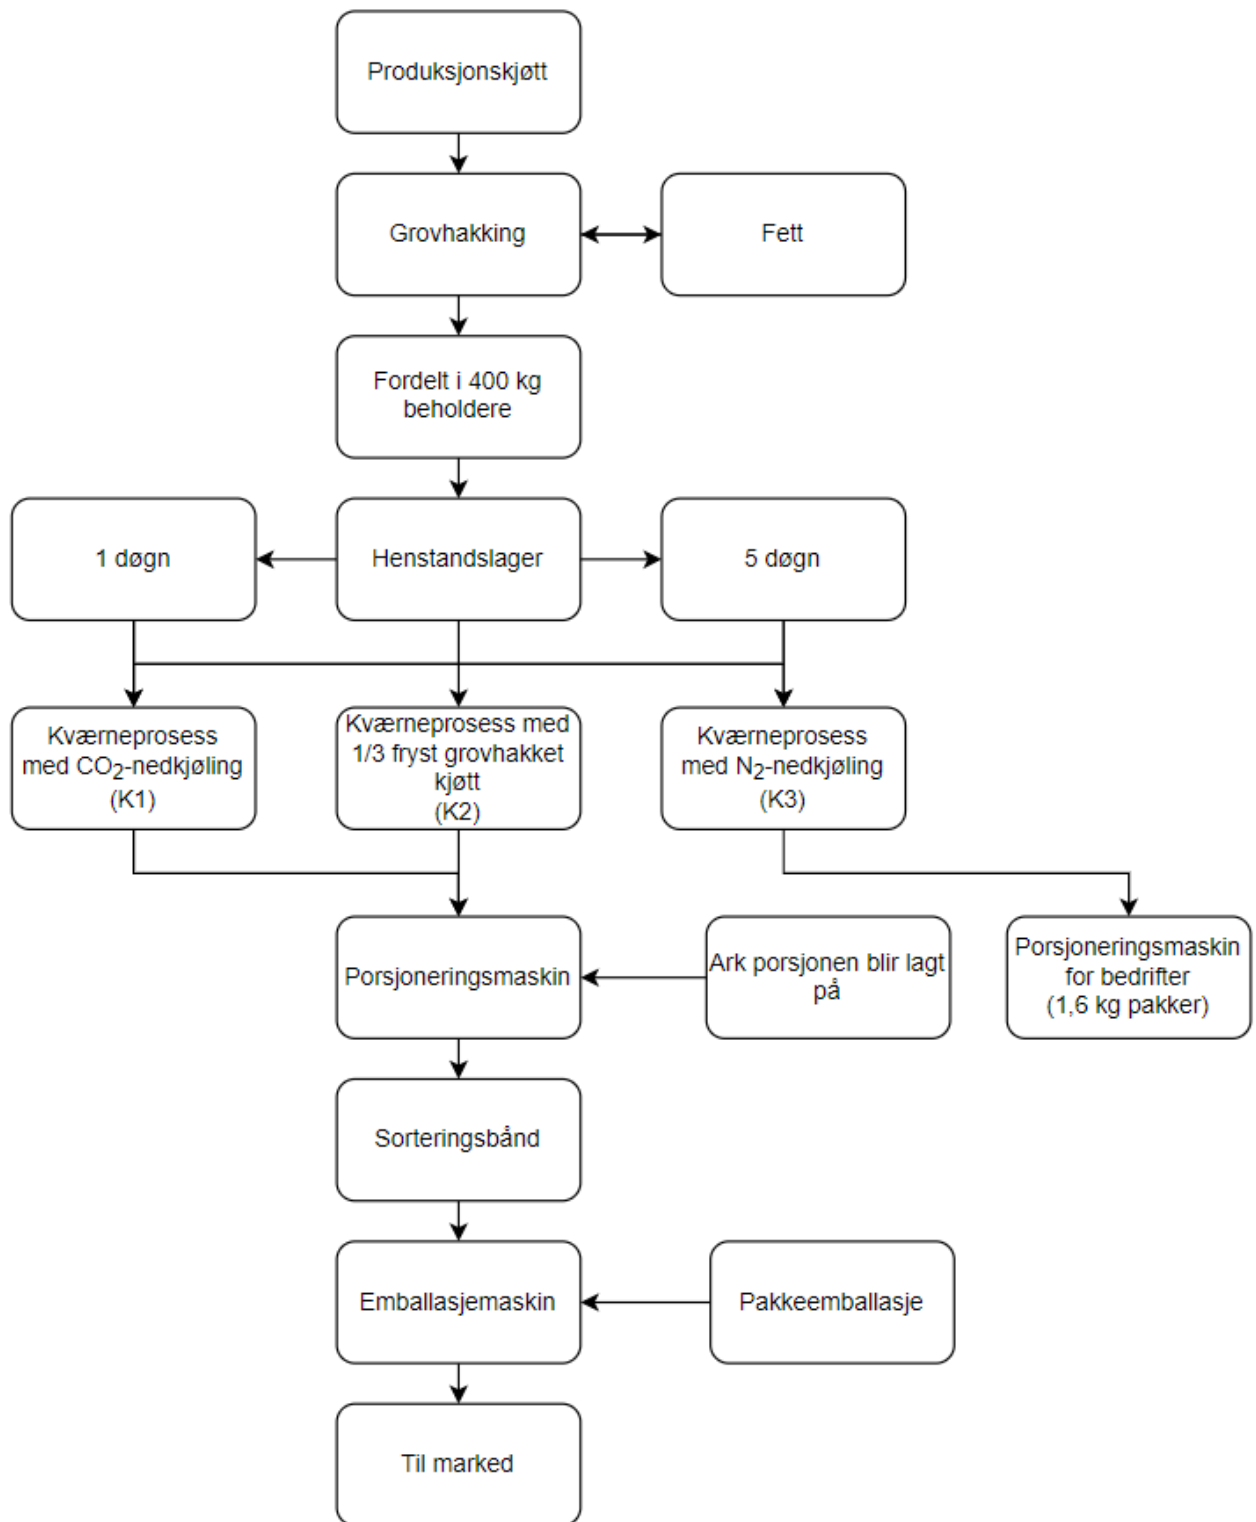 Produksjonskjøtt
Grovhakking
Fett
Fordelt i 400 kg
beholdere
1 døgn
Henstandslager
5 døgn
Kværneprosess
med CO₂-nedkjøling
(K1)
Kværneprosess med
1/3 fryst grovhakket
kjøtt
(K2)
Kværneprosess
med N₂-nedkjøling
(K3)
Porsjoneringsmaskin
Ark porsjonen blir lagt
på
Porsjoneringsmaskin
for bedrifter
(1,6 kg pakker)
Sorteringsbånd
Emballasjemaskin
Pakkeemballasje
Til marked